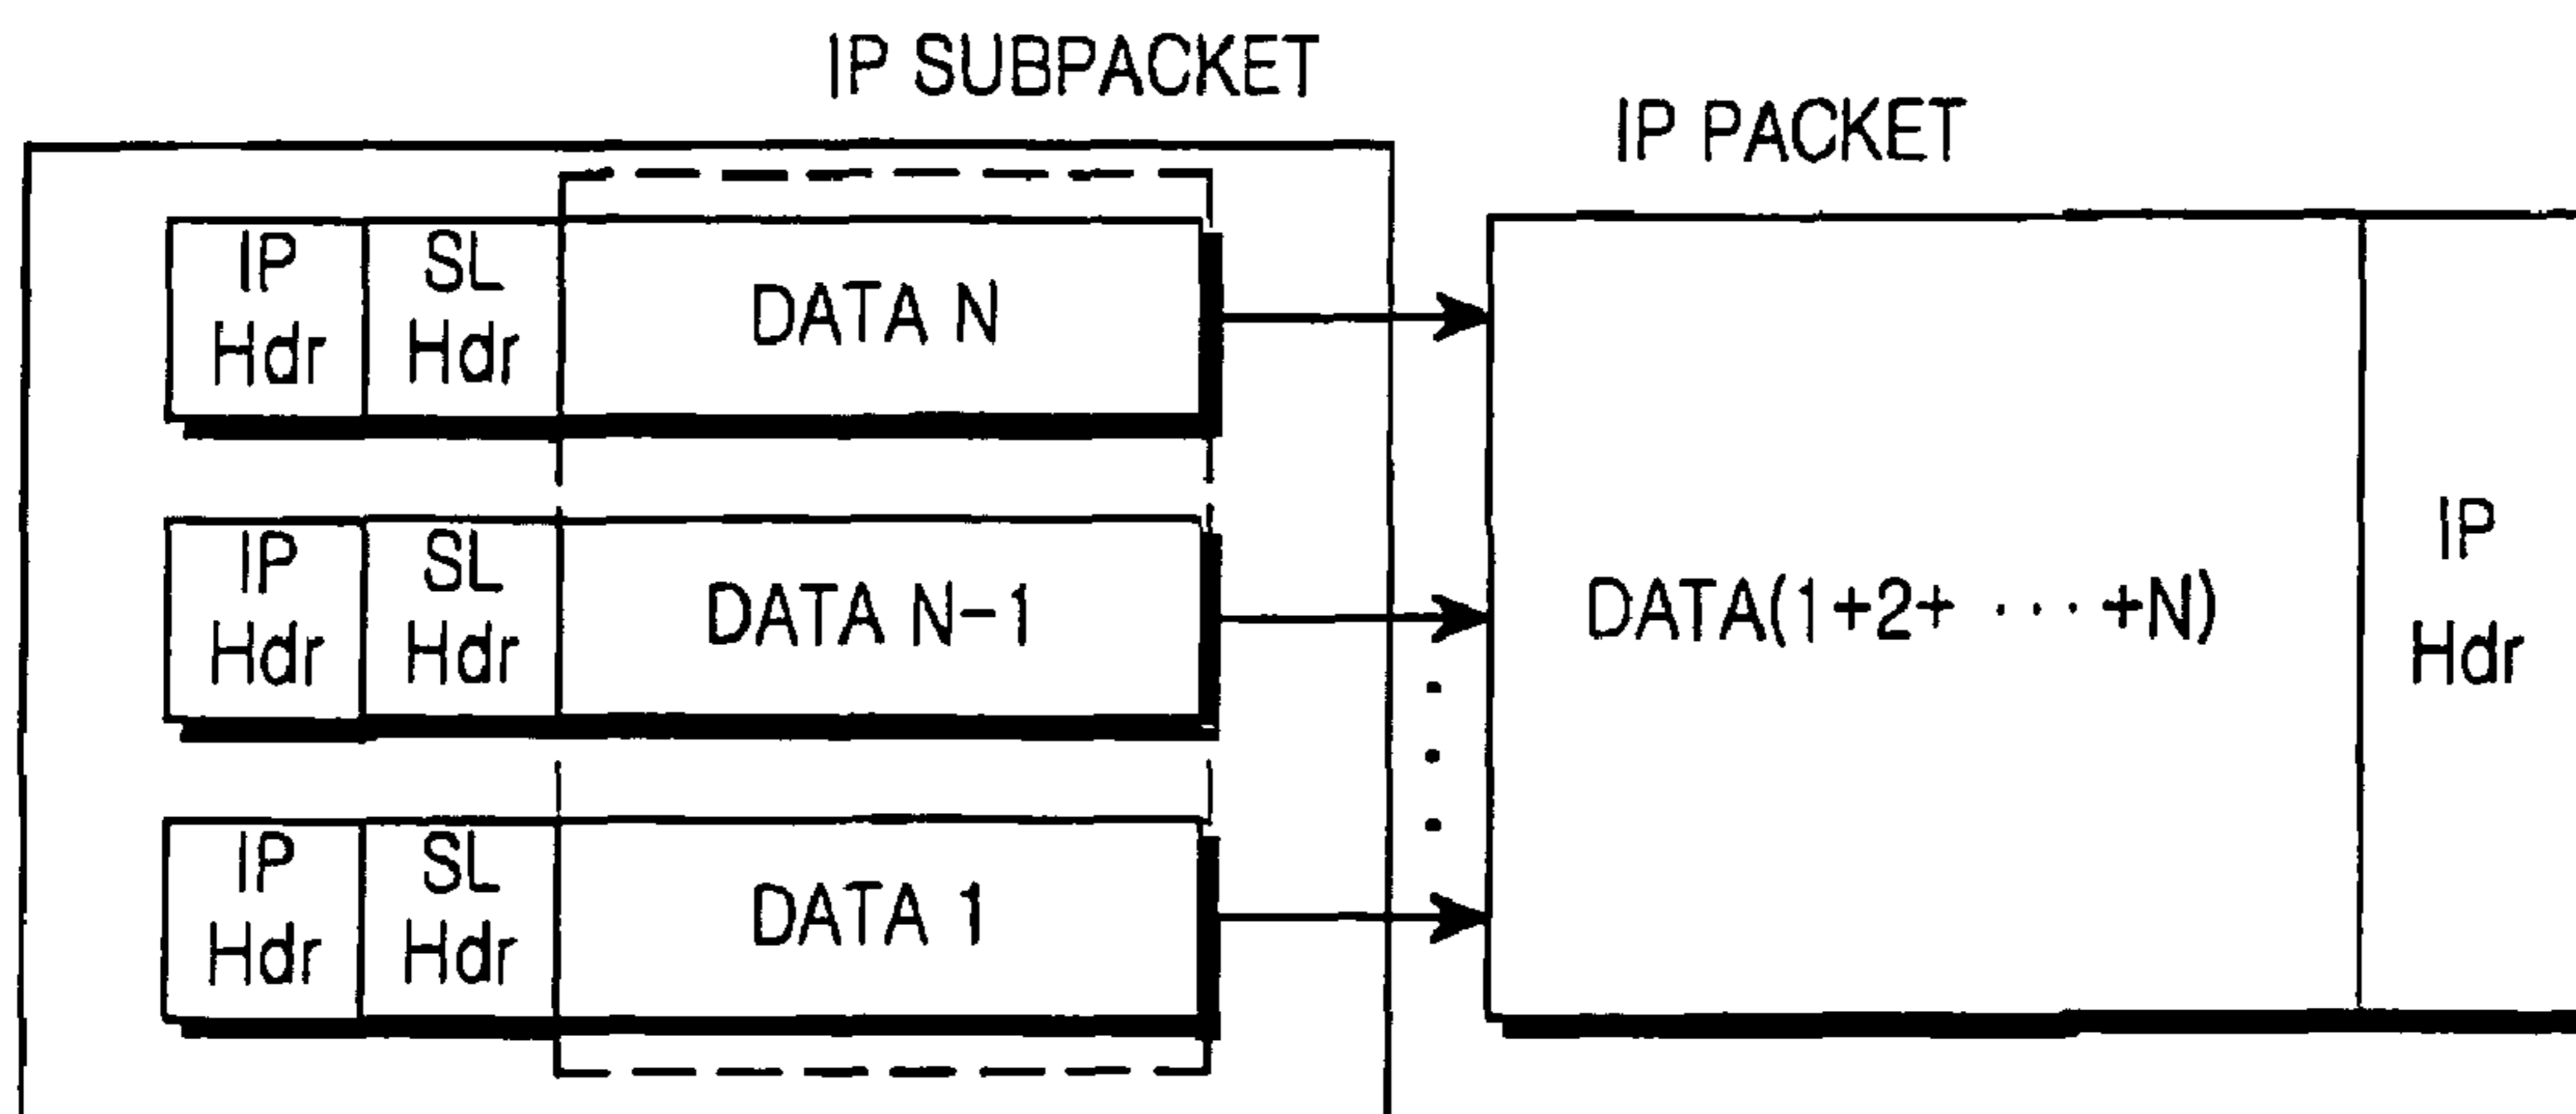 IP SUBPACKET
IP PACKET
IP
Hdr
SL
Hdr
DATA N
IP
Hdr
SL
Hdr
DATA N-1
IP
Hdr
SL
Hdr
DATA 1
DATA(1+2+ ··· +N)
IP
Hdr